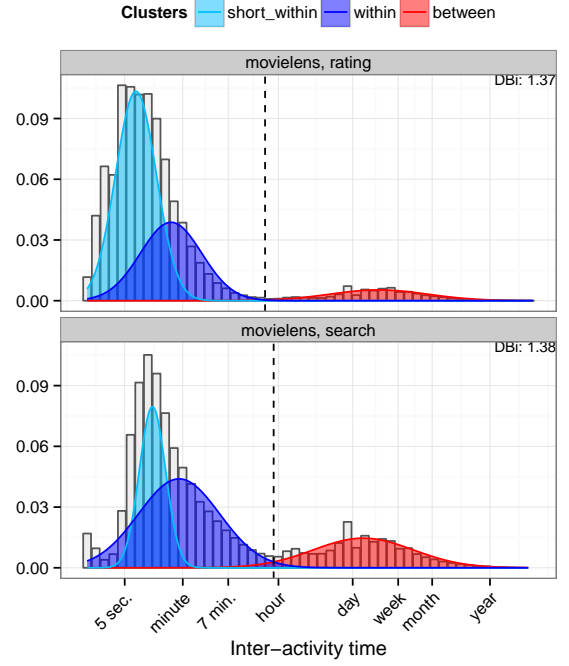 Clusters short_within within between
movielens, rating
DBi: 1.37
0.09
0.06
0.03
0.00
movielens, search
DBi: 1.38
0.09
0.06
0.03
0.00
5 sec. minute 7 min. hour day week month year
Inter−activity time